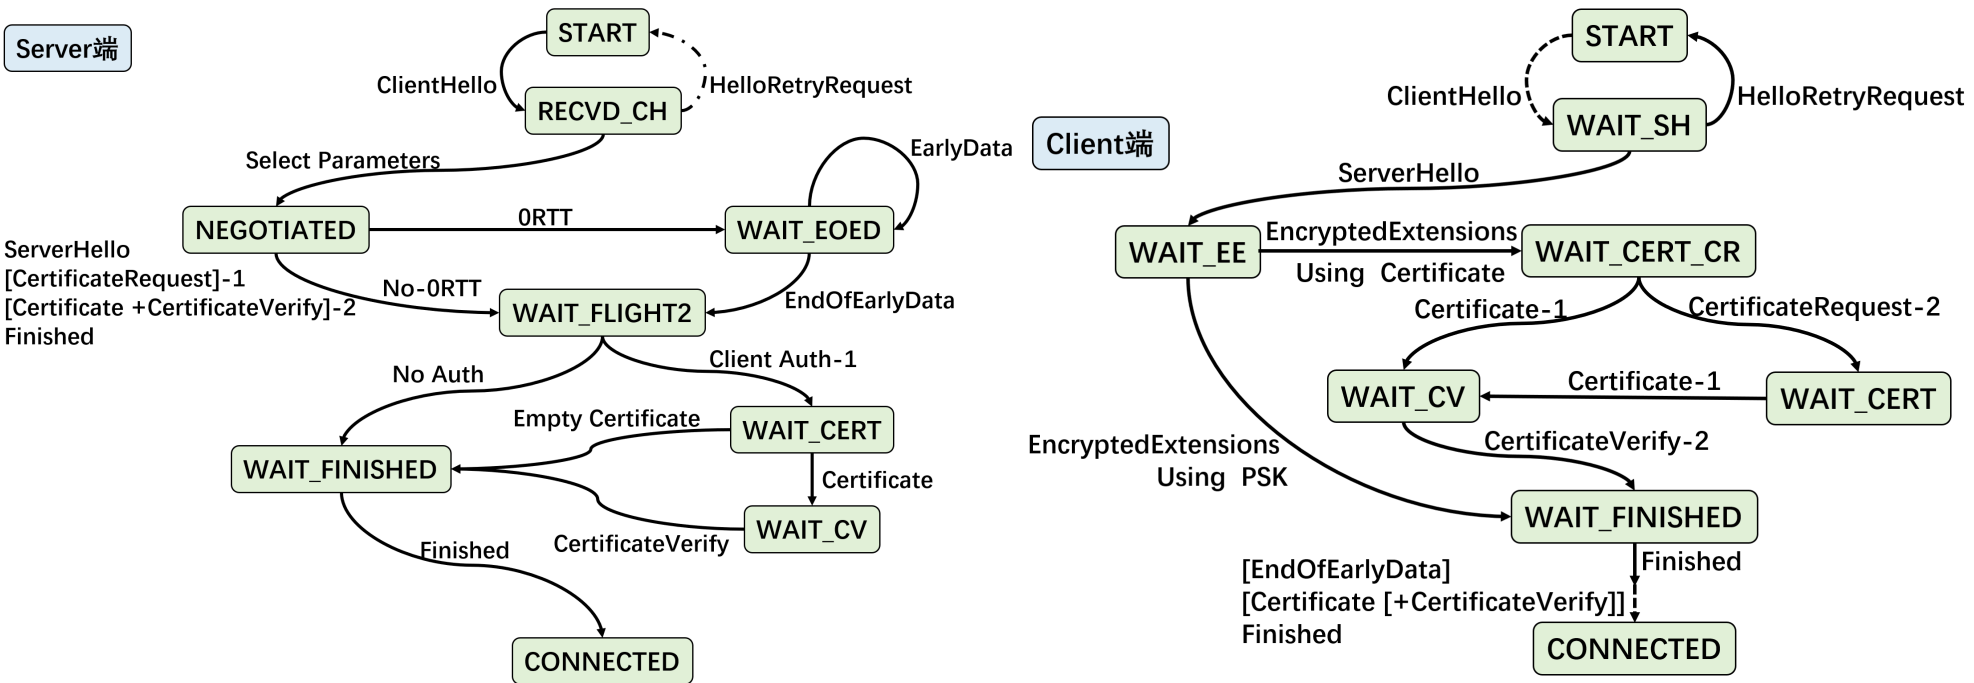 Server端
START
ClientHello
HelloRetryRequest
RECVD_CH
Select Parameters
EarlyData
NEGOTIATED
0RTT
WAIT_EOED
ServerHello
[CertificateRequest]-1
[Certificate +CertificateVerify]-2
Finished
No-0RTT
EndOfEarlyData
WAIT_FLIGHT2
No Auth
Client Auth-1
Empty Certificate
WAIT_CERT
WAIT_FINISHED
Certificate
WAIT_CV
CertificateVerify
Finished
CONNECTED
Client端
START
ClientHello
HelloRetryRequest
WAIT_SH
ServerHello
WAIT_EE
EncryptedExtensions
Using Certificate
WAIT_CERT_CR
Certificate-1
CertificateRequest-2
WAIT_CV
Certificate-1
WAIT_CERT
CertificateVerify-2
EncryptedExtensions
Using PSK
WAIT_FINISHED
Finished
[EndOfEarlyData]
[Certificate [+CertificateVerify]]
Finished
CONNECTED